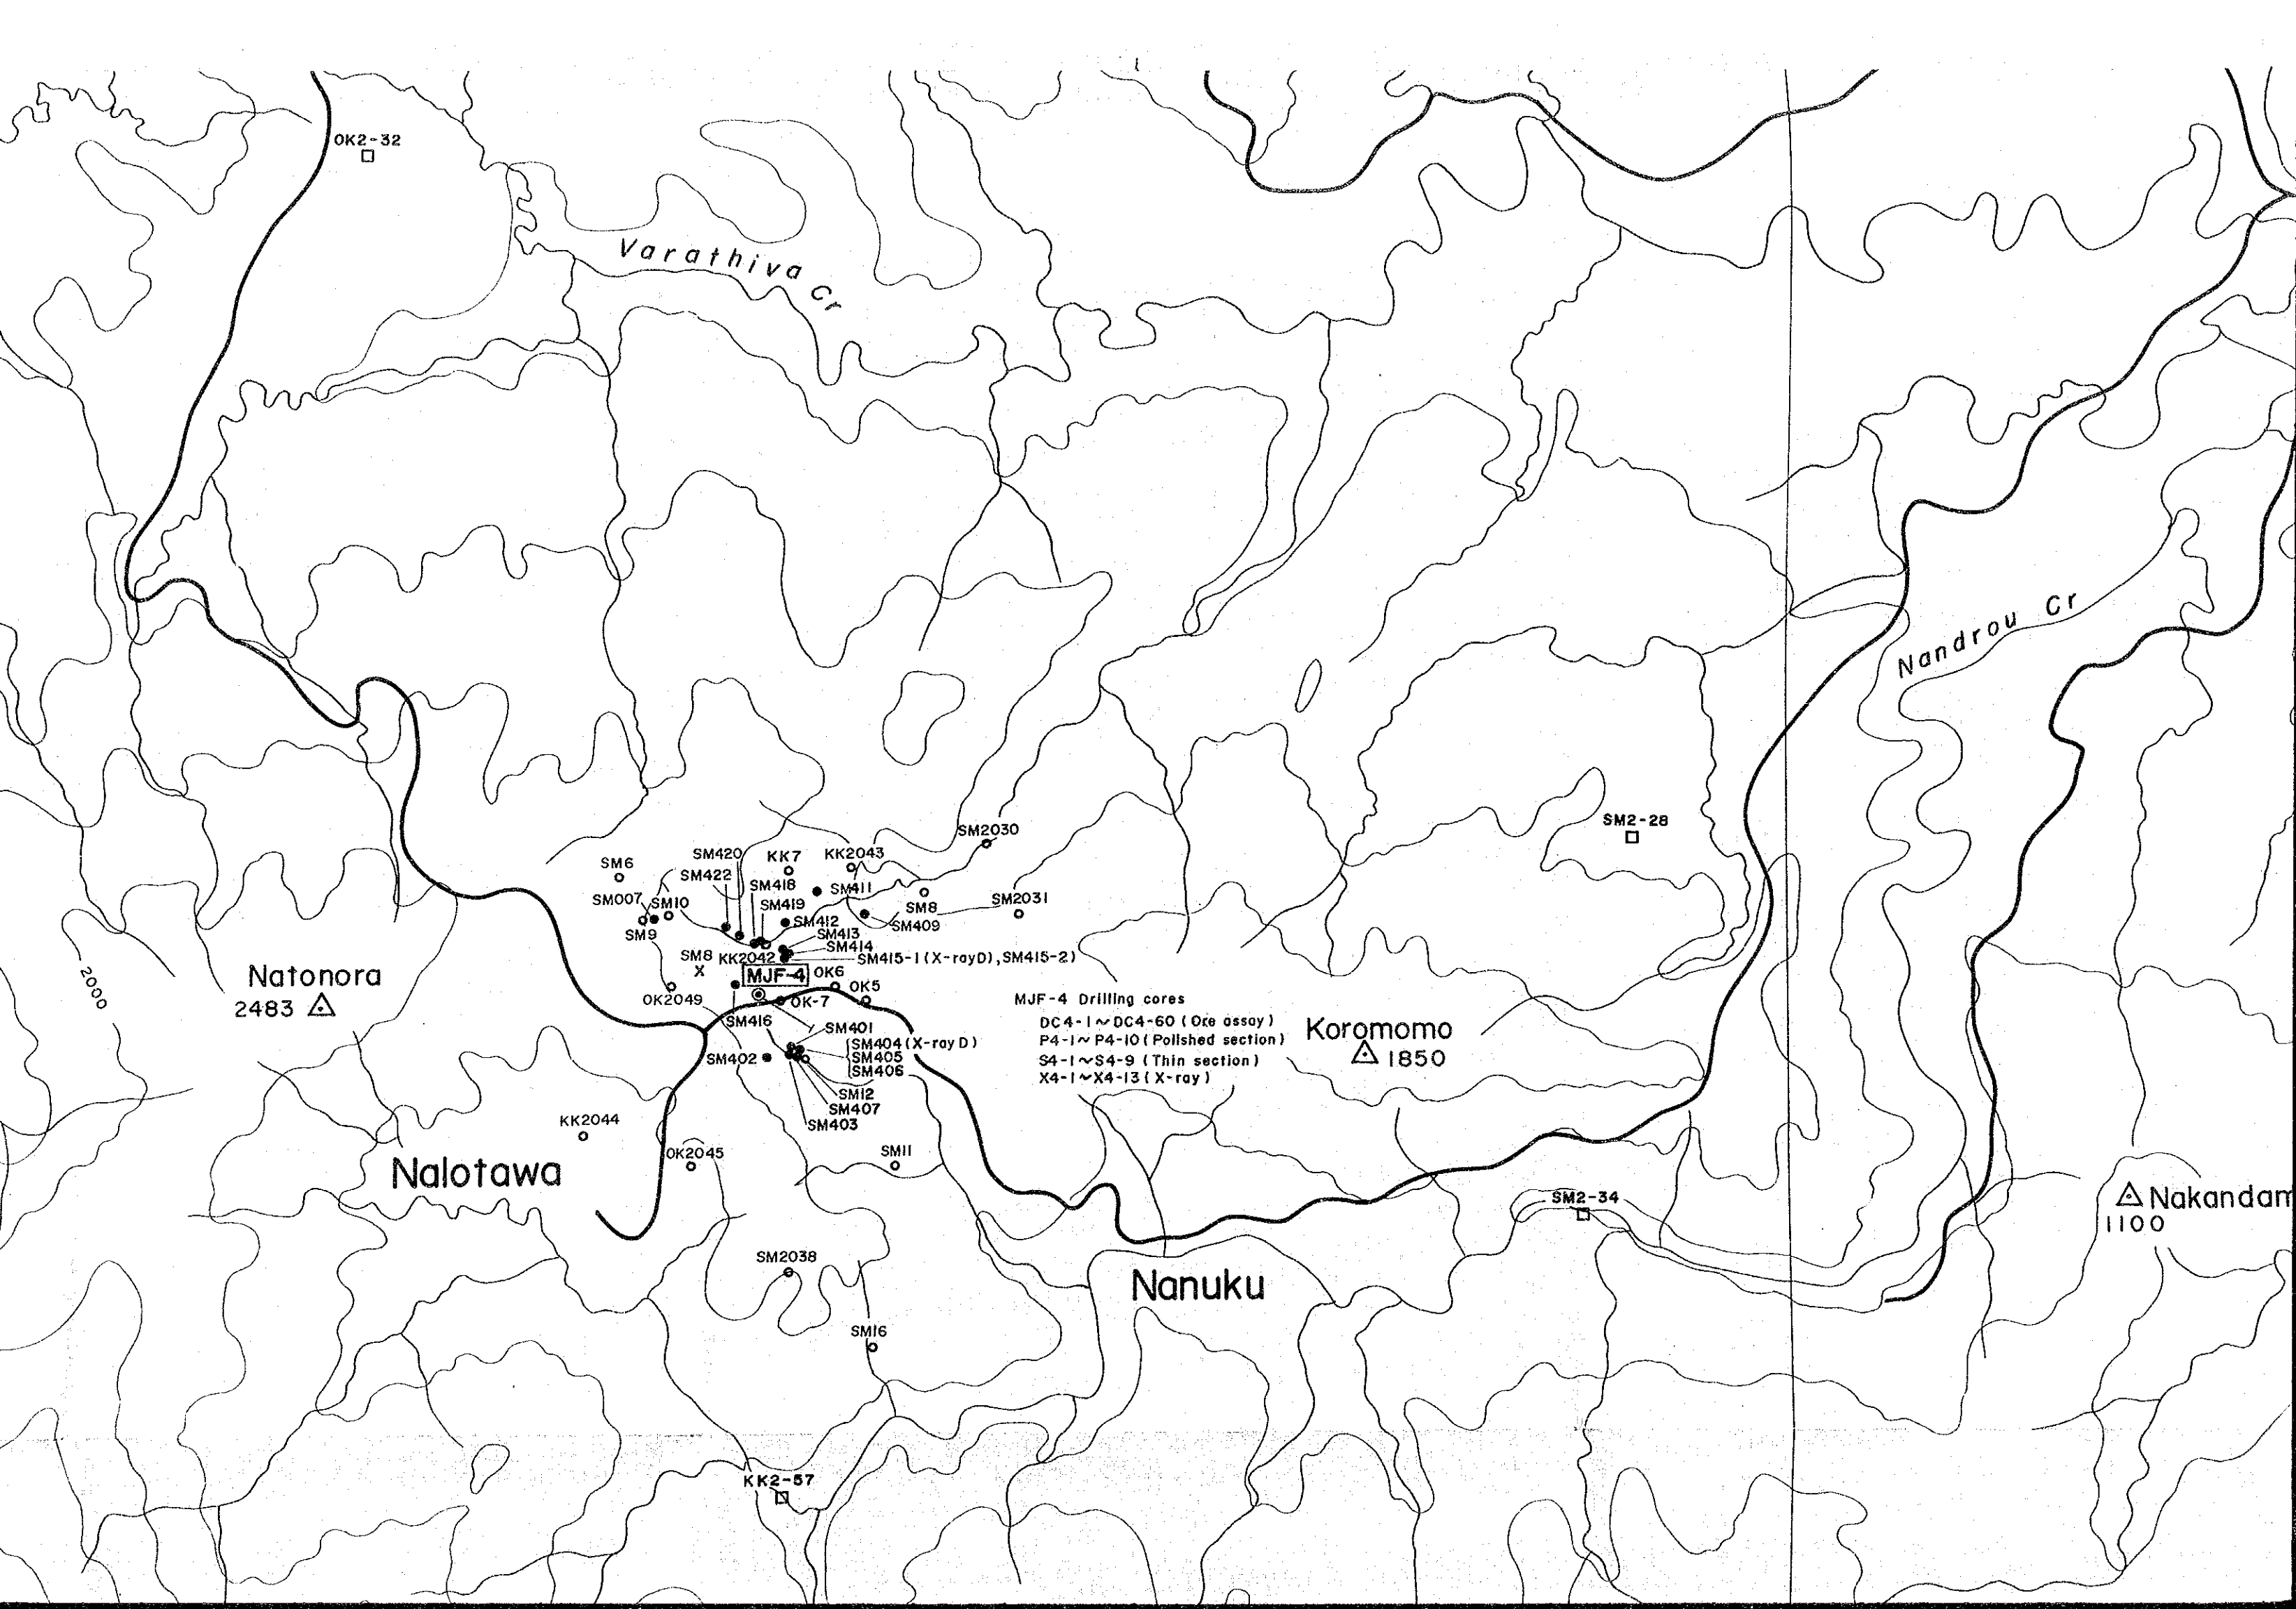 OK2-32
Varathiva Cr
Nandrou Cr
SM2-28
SM2030
SM420
KK7
KK2043
SM6
SM422
SM418
SM411
SM007
SM10
SM419
SM8
SM2031
SM9
SM412
SM409
SM413
SM414
SM8
KK2042
SM415-1(X-rayD),SM415-2)
X
MJF-4
OK6
OK5
Natonora
2483
2000
OK2049
OK-7
MJF-4 Drilling cores
DC4-1~DC4-60 (Ore assay)
P4-1~P4-10 (Polished section)
S4-1~S4-9 (Thin section)
X4-1~X4-13 (X-ray)
Koromomo
1850
SM416
SM401
SM404(X-ray D)
SM402
SM405
SM406
SM12
SM407
SM403
KK2044
OK2045
SM11
Nalotawa
SM2-34
Nakandam
1100
SM2038
Nanuku
SM16
KK2-57